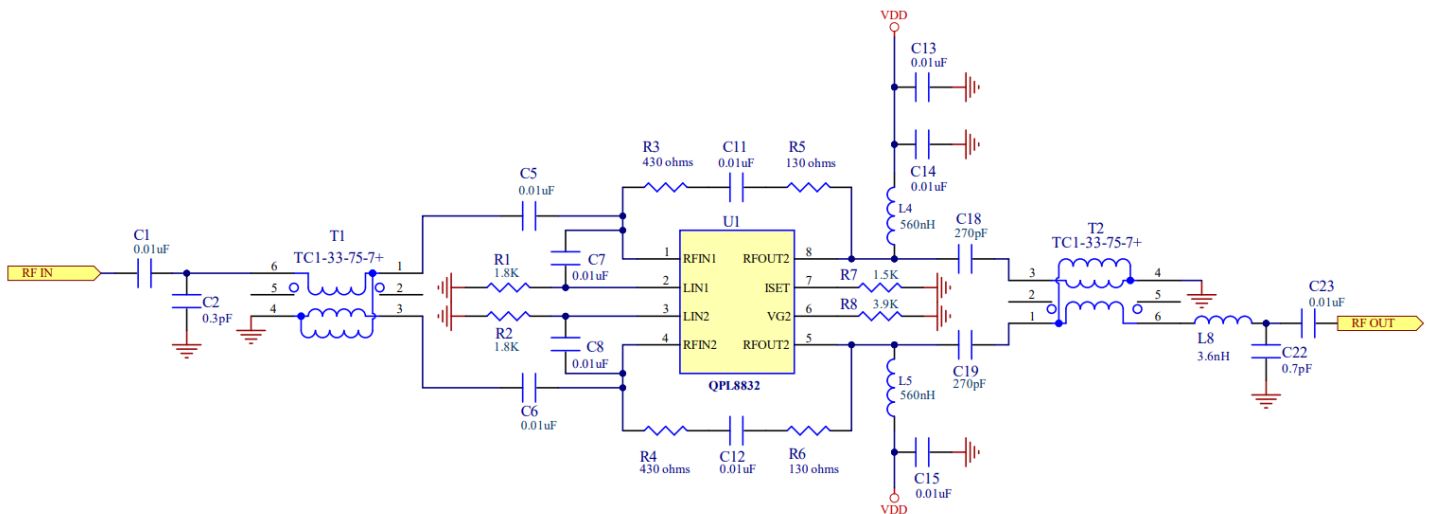 VDD
C13
0.01uF
C14
0.01uF
R3
430 ohms
C11
0.01uF
R5
130 ohms
C5
0.01uF
L4
560nH
C18
270pF
U1
C1
0.01uF
T1
TC1-33-75-7+
T2
TC1-33-75-7+
RF IN
6
5
4
1
2
3
C2
0.3pF
R1
1.8K
C7
0.01uF
R2
1.8K
C8
0.01uF
1
2
3
4
RFIN1
LIN1
LIN2
RFIN2
RFOUT2
ISET
VG2
RFOUT2
8
7
6
5
QPL8832
R7
1.5K
R8
3.9K
3
2
1
4
5
6
C23
0.01uF
RF OUT
L8
3.6nH
C22
0.7pF
C19
270pF
L5
560nH
C6
0.01uF
R4
430 ohms
C12
0.01uF
R6
130 ohms
C15
0.01uF
VDD